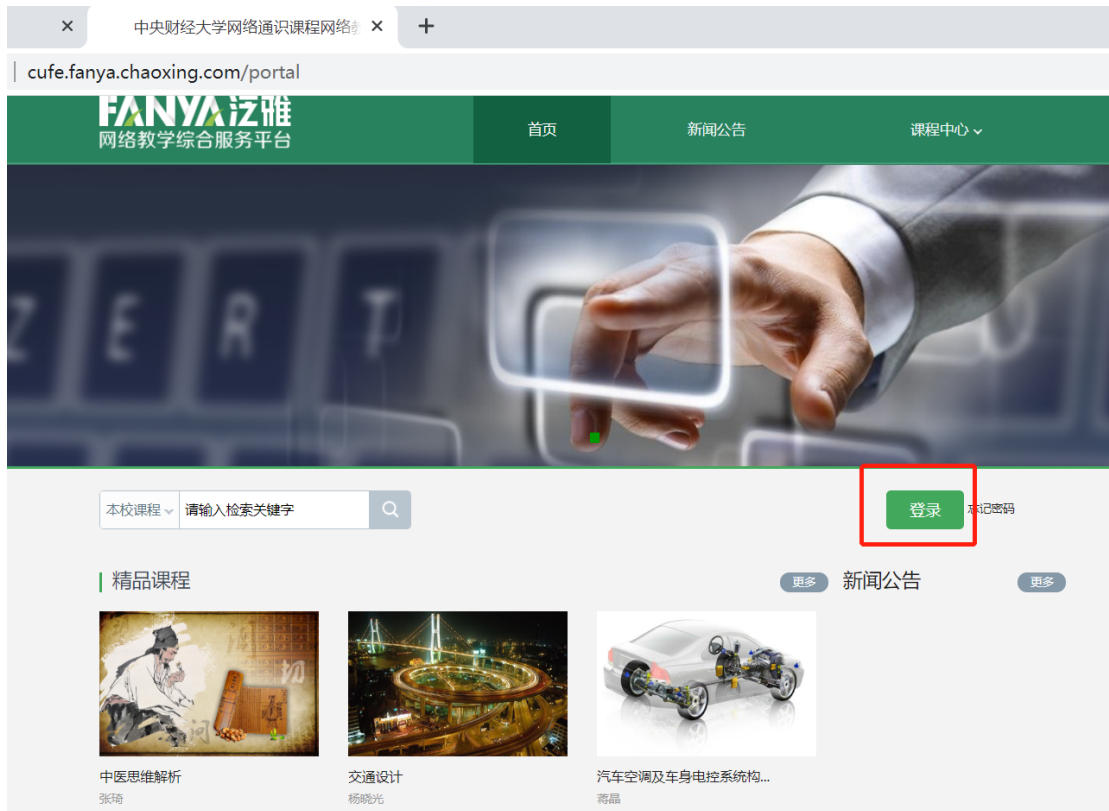 中央财经大学网络通识课程网络
cufe.fanya.chaoxing.com/portal
FANYA 泛雅
网络教学综合服务平台
首页
新闻公告
课程中心
Z E R T
本校课程
请输入检索关键字
登录
忘记密码
精品课程
更多
新闻公告
更多
切
问
中医思维解析
张琦
交通设计
杨晓光
汽车空调及车身电控系统构...
蒋晶